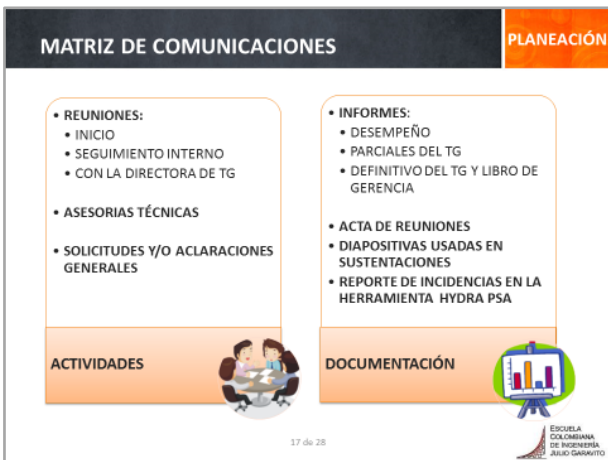 MATRIZ DE COMUNICACIONES
PLANEACIÓN
• REUNIONES:
• INICIO
• SEGUIMIENTO INTERNO
• CON LA DIRECTORA DE TG
• ASESORIAS TÉCNICAS
• SOLICITUDES Y/O ACLARACIONES
GENERALES
ACTIVIDADES
• INFORMES:
• DESEMPEÑO
• PARCIALES DEL TG
• DEFINITIVO DEL TG Y LIBRO DE
GERENCIA
• ACTA DE REUNIONES
• DIAPOSITIVAS USADAS EN
SUSTENTACIONES
• REPORTE DE INCIDENCIAS EN LA
HERRAMIENTA HYDRA PSA
DOCUMENTACIÓN
17 de 28
ESCUELA
COLOMBIANA
DE INGENIERÍA
JULIO GARAVITO